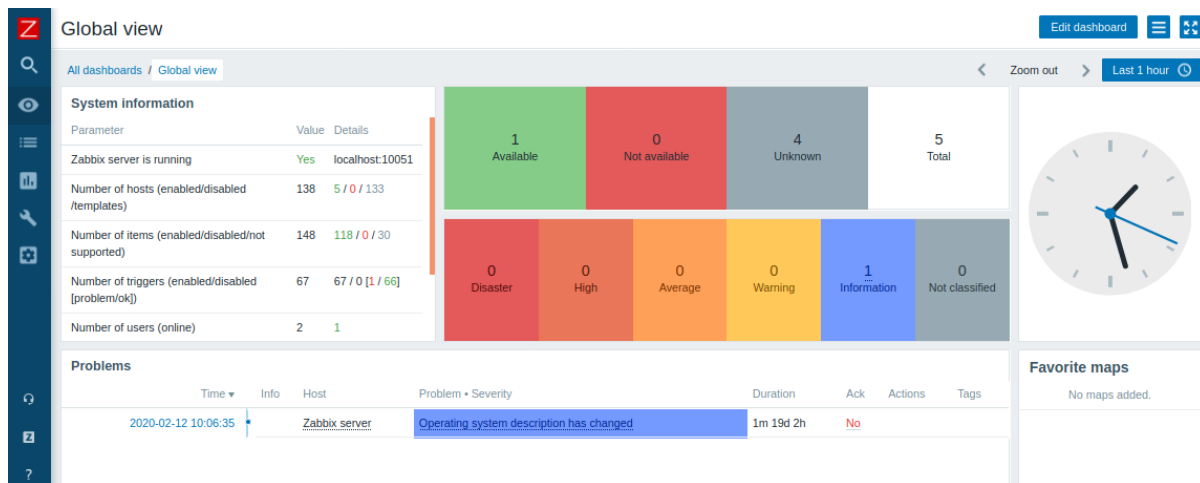 Z
Global view
Edit dashboard
All dashboards / Global view
Zoom out
Last 1 hour
System information
Parameter Value Details
Zabbix server is running Yes localhost:10051
Number of hosts (enabled/disabled
/templates) 138 5 / 0 / 133
Number of items (enabled/disabled/not
supported) 148 118 / 0 / 30
Number of triggers (enabled/disabled
[problem/ok]) 67 67 / 0 [1 / 66]
Number of users (online) 2 1
1 0 4 5
Available Not available Unknown Total
0 0 0 0 1 0
Disaster High Average Warning Information Not classified
Problems
Time Info Host Problem • Severity Duration Ack Actions Tags
2020-02-12 10:06:35 Zabbix server Operating system description has changed 1m 19d 2h No
Favorite maps
No maps added.
Z
?